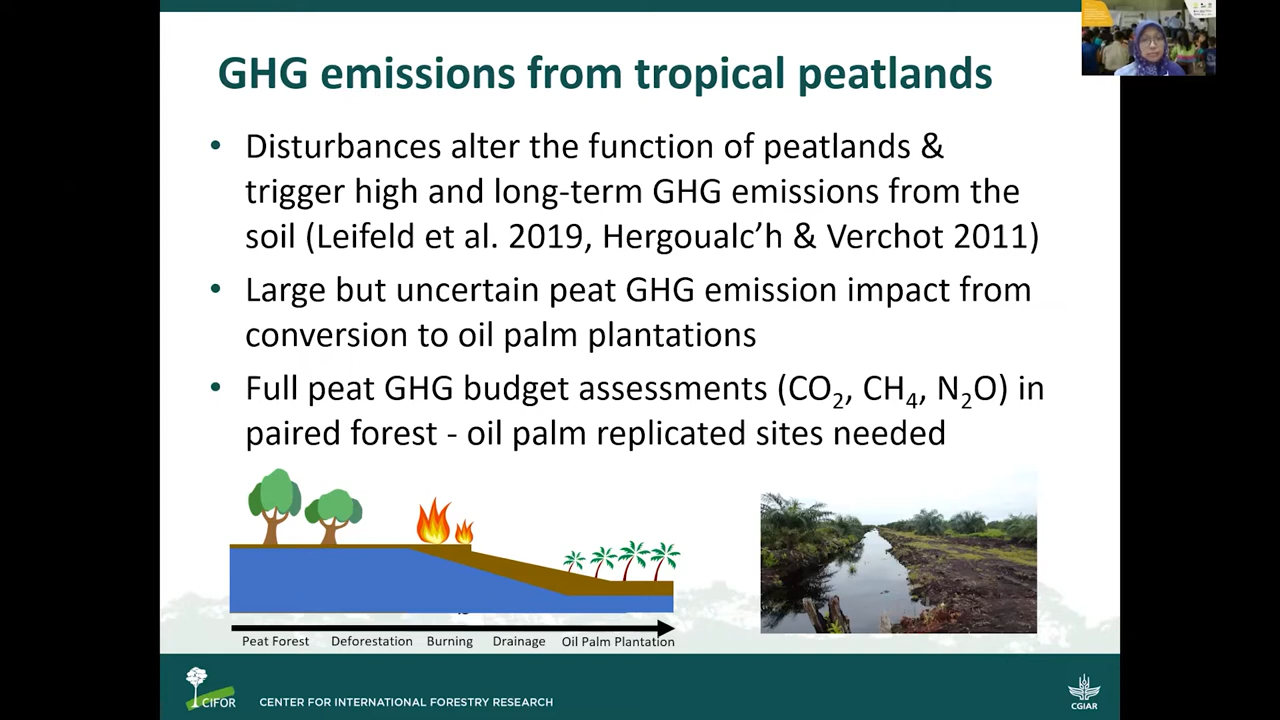 GHG emissions from tropical peatlands
• Disturbances alter the function of peatlands &
trigger high and long-term GHG emissions from the
soil (Leifeld et al. 2019, Hergoualc’h & Verchot 2011)
• Large but uncertain peat GHG emission impact from
conversion to oil palm plantations
• Full peat GHG budget assessments (CO2, CH4, N2O) in
paired forest - oil palm replicated sites needed
Peat Forest Deforestation Burning Drainage Oil Palm Plantation
CIFOR
CENTER FOR INTERNATIONAL FORESTRY RESEARCH
CGIAR